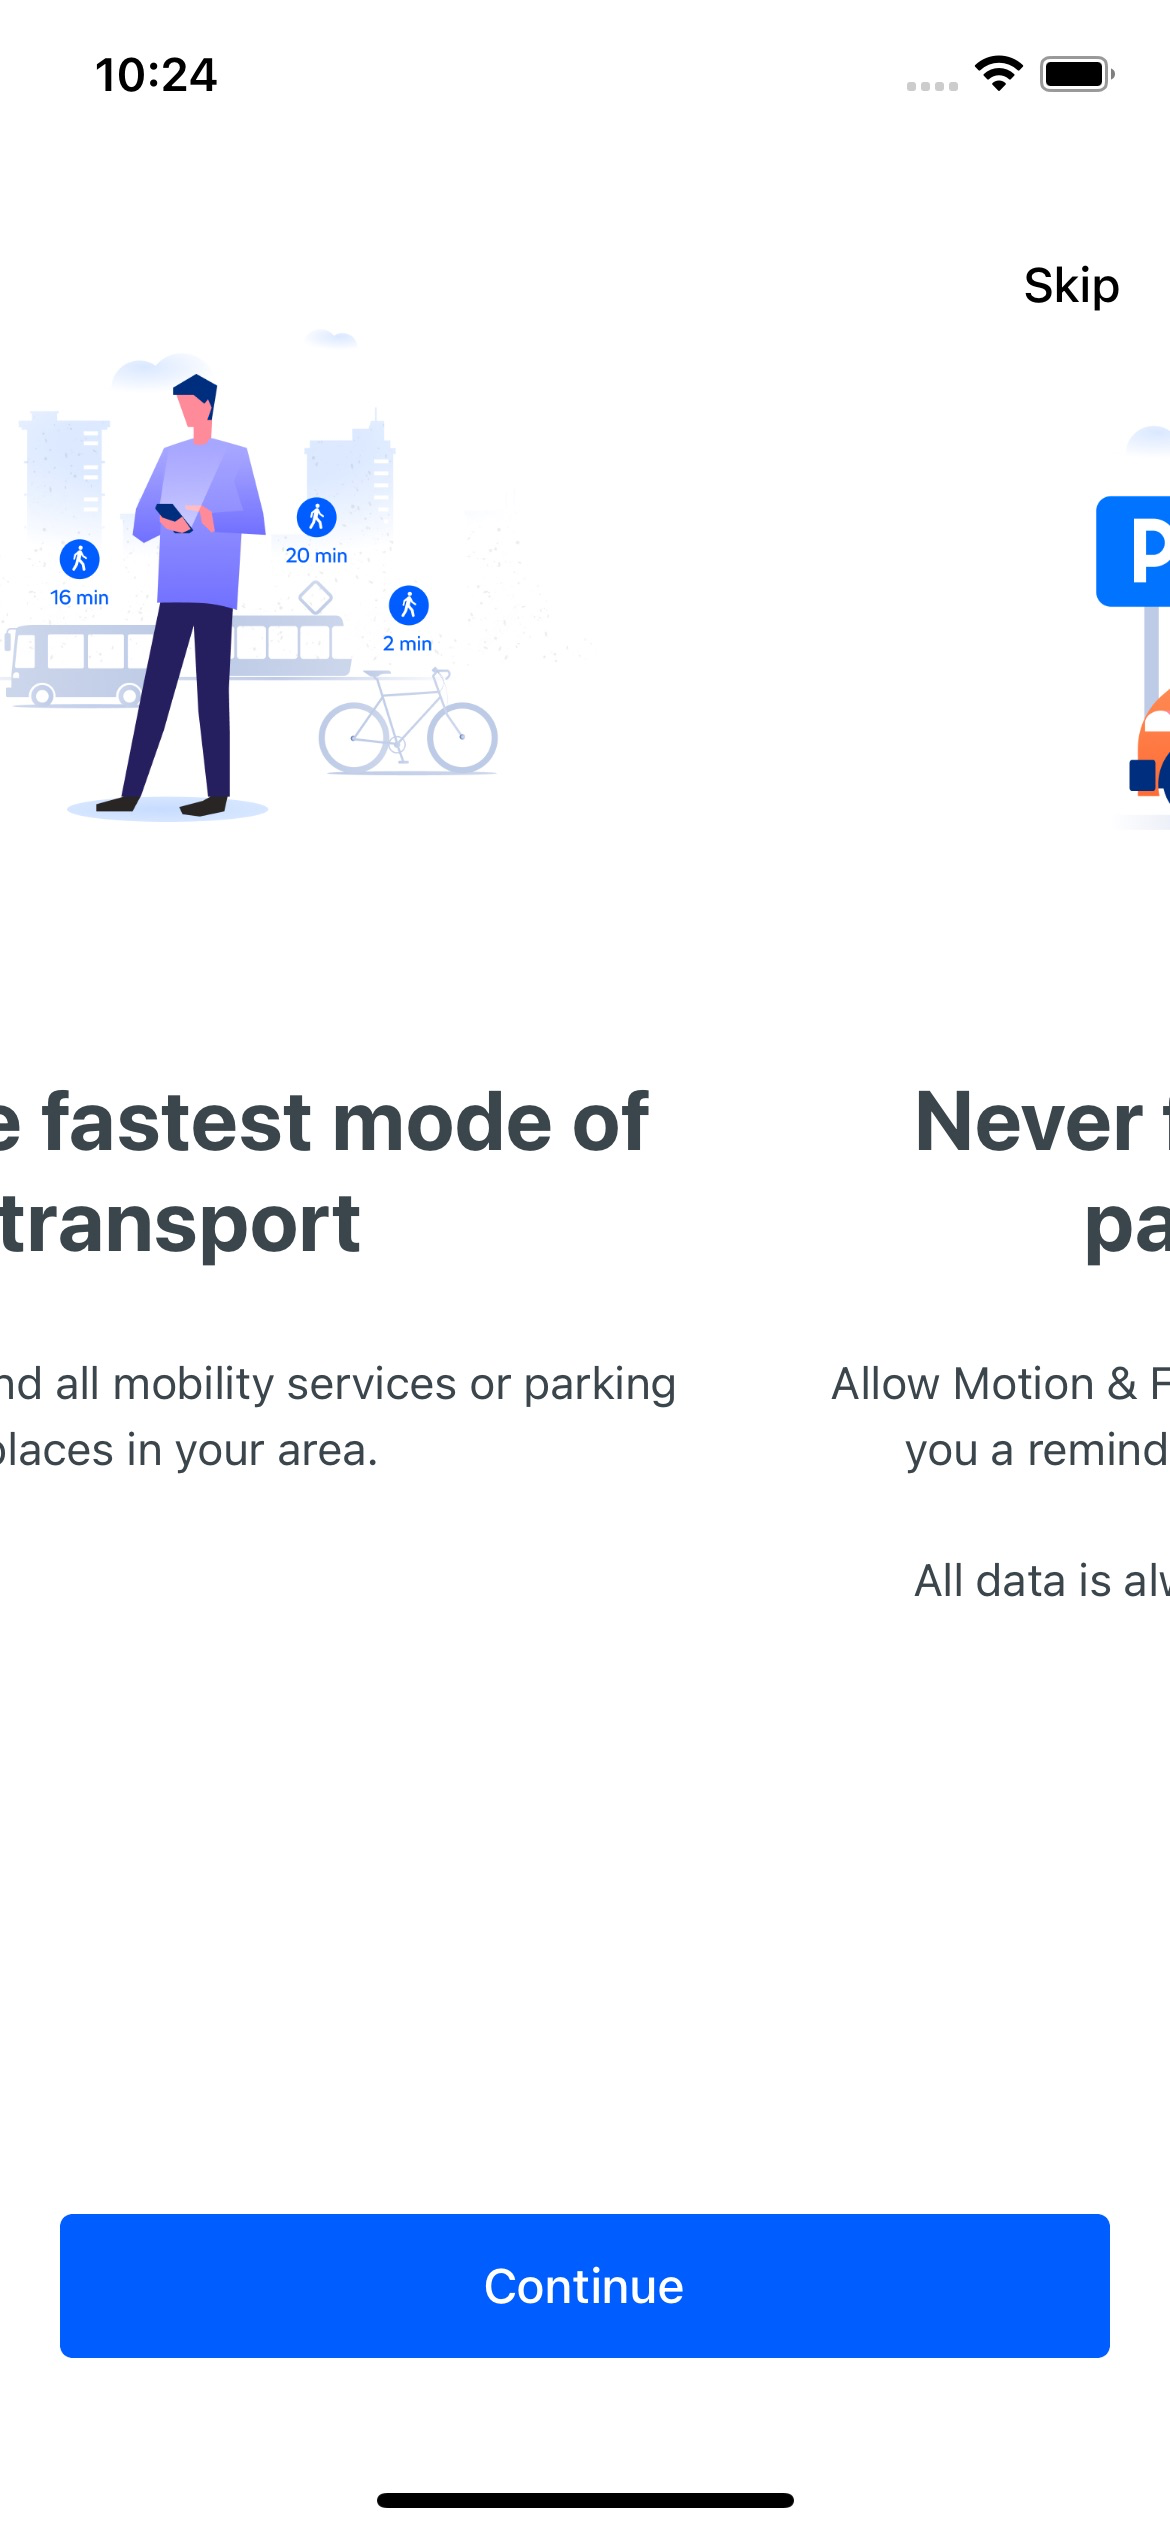 10:24
Skip
20 min
16 min
2 min
P
e fastest mode of
transport
nd all mobility services or parking
places in your area.
Never f
pa
Allow Motion & F
you a remind
All data is alw
Continue